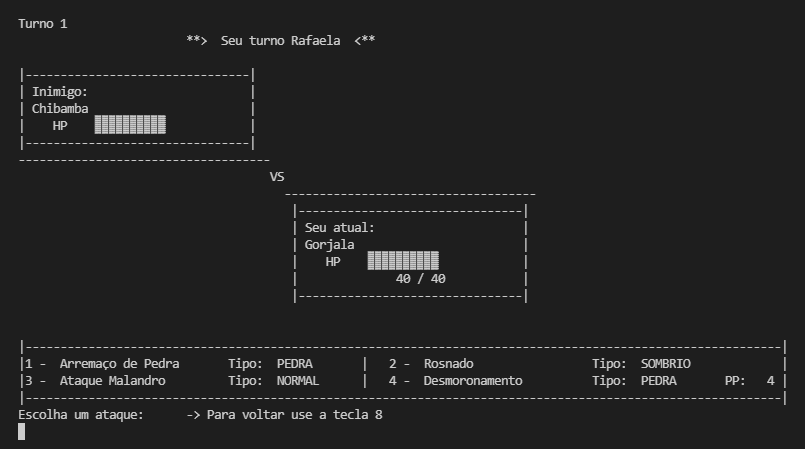 Turno 1
**> Seu turno Rafaela <**
Inimigo:
Chibamba
HP
VS
Seu atual:
Gorjala
HP
40 / 40
1 - Arremaço de Pedra Tipo: PEDRA | 2 - Rosnado Tipo: SOMBRIO
3 - Ataque Malandro Tipo: NORMAL | 4 - Desmoronamento Tipo: PEDRA PP: 4
Escolha um ataque: -> Para voltar use a tecla 8